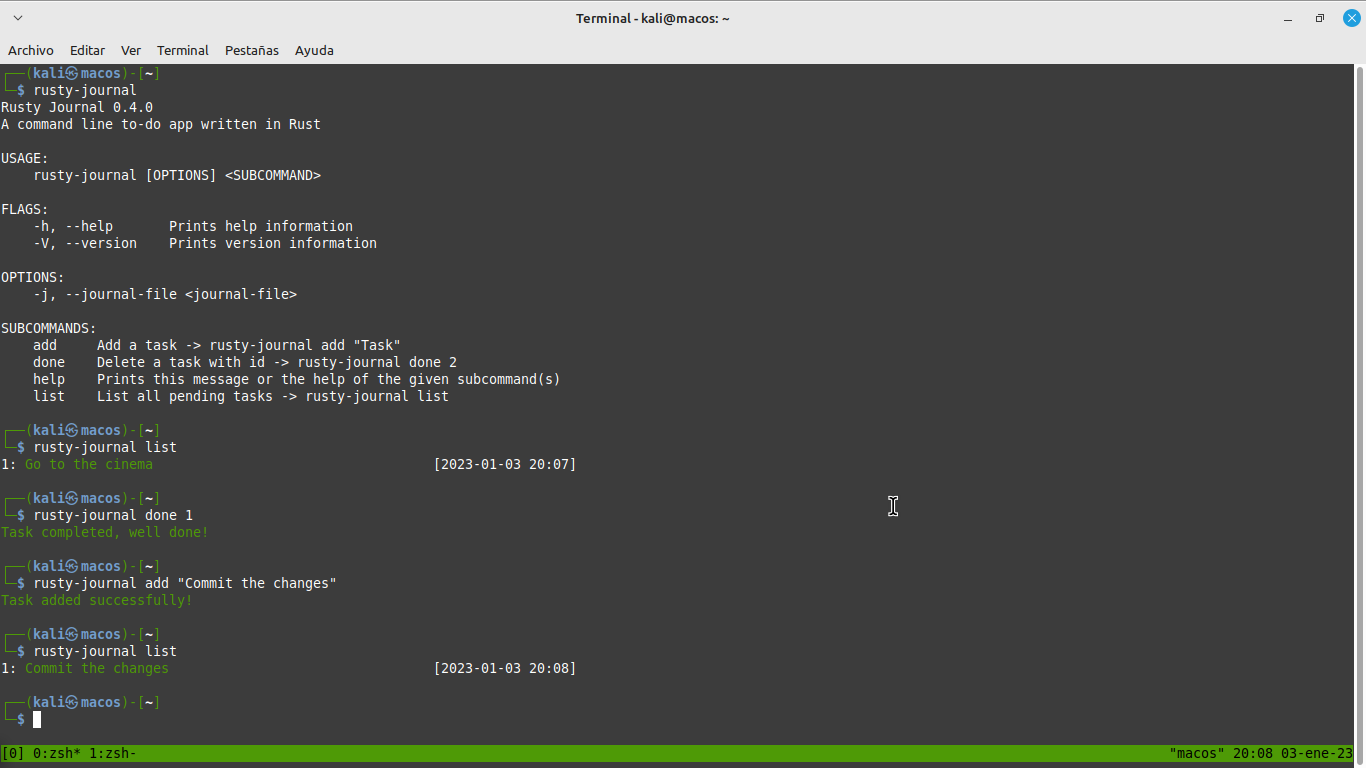 Terminal - kali@macos: ~
Archivo Editar Ver Terminal Pestañas Ayuda
┌──(kali㉿macos)-[~]
└─$ rusty-journal
Rusty Journal 0.4.0
A command line to-do app written in Rust
USAGE:
    rusty-journal [OPTIONS] <SUBCOMMAND>
FLAGS:
    -h, --help       Prints help information
    -V, --version    Prints version information
OPTIONS:
    -j, --journal-file <journal-file>
SUBCOMMANDS:
    add     Add a task -> rusty-journal add "Task"
    done    Delete a task with id -> rusty-journal done 2
    help    Prints this message or the help of the given subcommand(s)
    list    List all pending tasks -> rusty-journal list
┌──(kali㉿macos)-[~]
└─$ rusty-journal list
1: Go to the cinema                                   [2023-01-03 20:07]
┌──(kali㉿macos)-[~]
└─$ rusty-journal done 1
Task completed, well done!
┌──(kali㉿macos)-[~]
└─$ rusty-journal add "Commit the changes"
Task added successfully!
┌──(kali㉿macos)-[~]
└─$ rusty-journal list
1: Commit the changes                                 [2023-01-03 20:08]
┌──(kali㉿macos)-[~]
└─$
[0] 0:zsh* 1:zsh- "macos" 20:08 03-ene-23